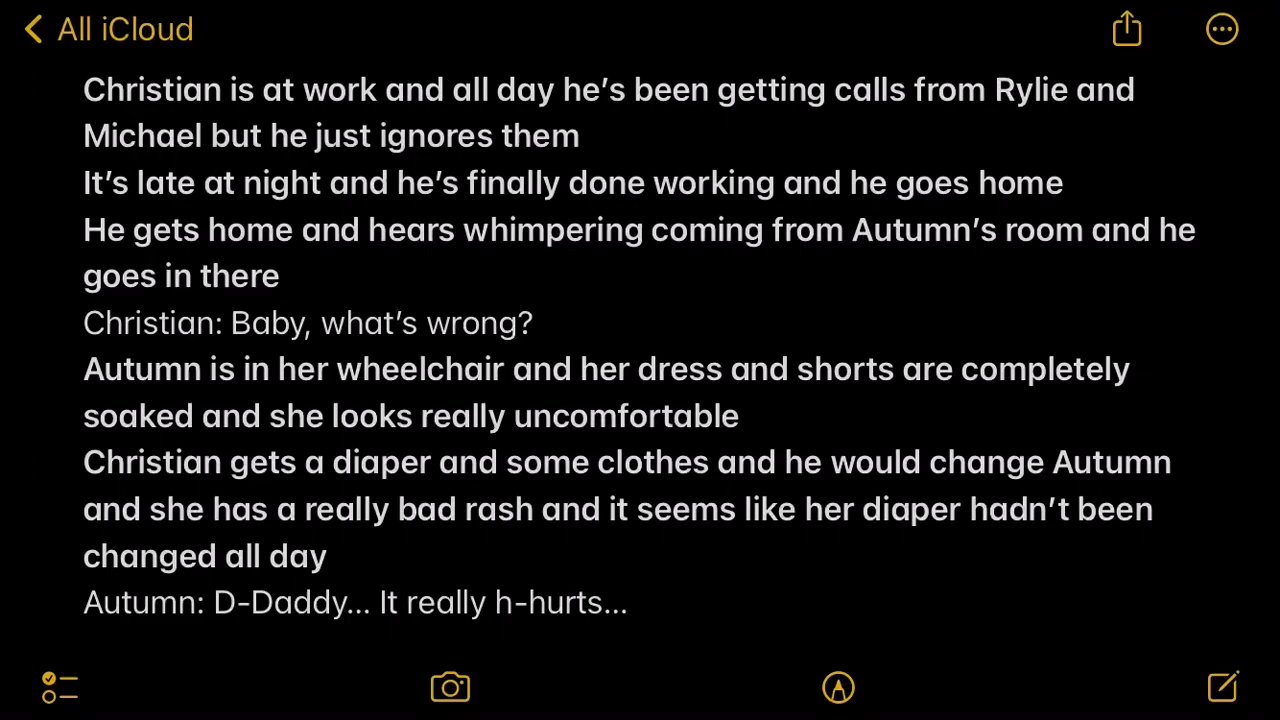 All iCloud
Christian is at work and all day he's been getting calls from Rylie and
Michael but he just ignores them
It's late at night and he's finally done working and he goes home
He gets home and hears whimpering coming from Autumn's room and he
goes in there
Christian: Baby, what's wrong?
Autumn is in her wheelchair and her dress and shorts are completely
soaked and she looks really uncomfortable
Christian gets a diaper and some clothes and he would change Autumn
and she has a really bad rash and it seems like her diaper hadn't been
changed all day
Autumn: D-Daddy... It really h-hurts...